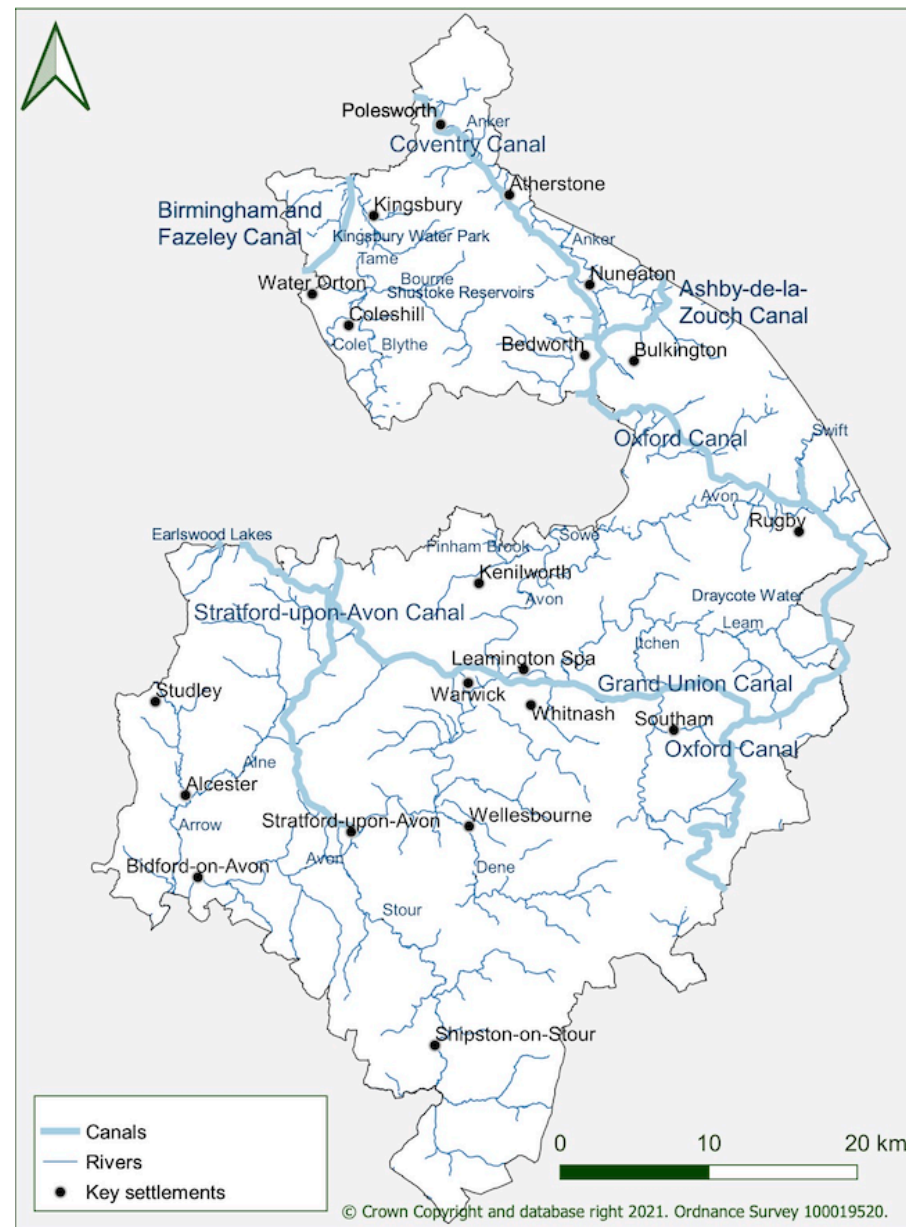 Polesworth
Anker
Coventry Canal
Atherstone
Birmingham and
Fazeley Canal
Kingsbury
Kingsbury Water Park
Anker
Tame
Nuneaton
Bourne
Water Orton
Shustoke Reservoirs
Ashby-de-la-
Zouch Canal
Coleshill
Cole
Blythe
Bedworth
Bulkington
Oxford Canal
Swift
Avon
Rugby
Earlswood Lakes
Sowe
Finham Brook
Kenilworth
Avon
Draycote Water
Stratford-upon-Avon Canal
Leam
Itchen
Leamington Spa
Grand Union Canal
Studley
Warwick
Whitnash
Southam
Oxford Canal
Alne
Alcester
Arrow
Stratford-upon-Avon
Wellesbourne
Avon
Bidford-on-Avon
Dene
Stour
Shipston-on-Stour
Canals
Rivers
Key settlements
0 10 20 km
© Crown Copyright and database right 2021. Ordnance Survey 100019520.